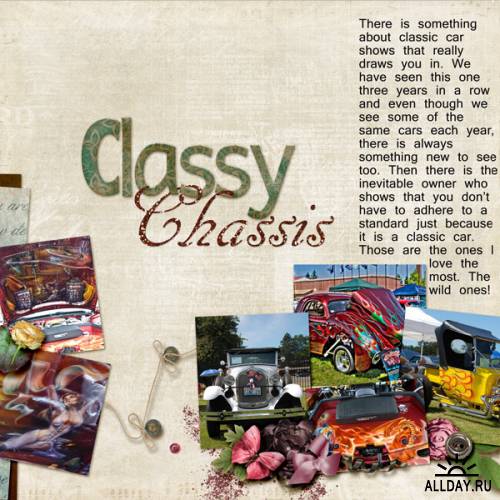 Classy
Chassis
There is something
about classic car
shows that really
draws you in. We
have seen this one
three years in a row
and even though we
see some of the
same cars each year,
there is always
something new to see
too. Then there is the
inevitable owner who
shows that you don't
have to adhere to a
standard just because
it is a classic car.
Those are the ones I
love the
most. The
wild ones!
ALLDAY.RU